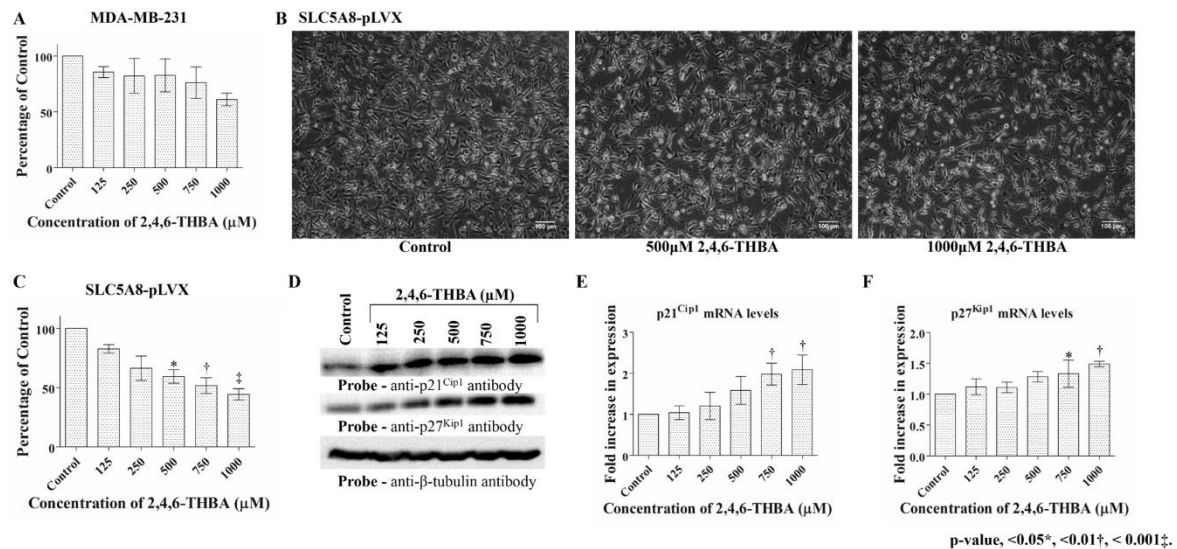 A
MDA-MB-231
Percentage of Control
100
50
0
Control
125
250
500
750
1000
Concentration of 2,4,6-THBA (µM)
B SLC5A8-pLVX
100 µm
100 µm
100 µm
Control
500µM 2,4,6-THBA
1000µM 2,4,6-THBA
C
SLC5A8-pLVX
Percentage of Control
100
50
0
*
†
‡
Control
125
250
500
750
1000
Concentration of 2,4,6-THBA (µM)
D
2,4,6-THBA (µM)
Control
125
250
500
750
1000
Probe - anti-p21Cip1 antibody
Probe - anti-p27Kip1 antibody
Probe - anti-β-tubulin antibody
E
p21Cip1 mRNA levels
Fold increase in expression
3
2
1
0
†
†
Control
125
250
500
750
1000
Concentration of 2,4,6-THBA (µM)
F
p27Kip1 mRNA levels
Fold increase in expression
2.0
1.5
1.0
0.5
0.0
*
†
Control
125
250
500
750
1000
Concentration of 2,4,6-THBA (µM)
p-value, <0.05*, <0.01†, < 0.001‡.